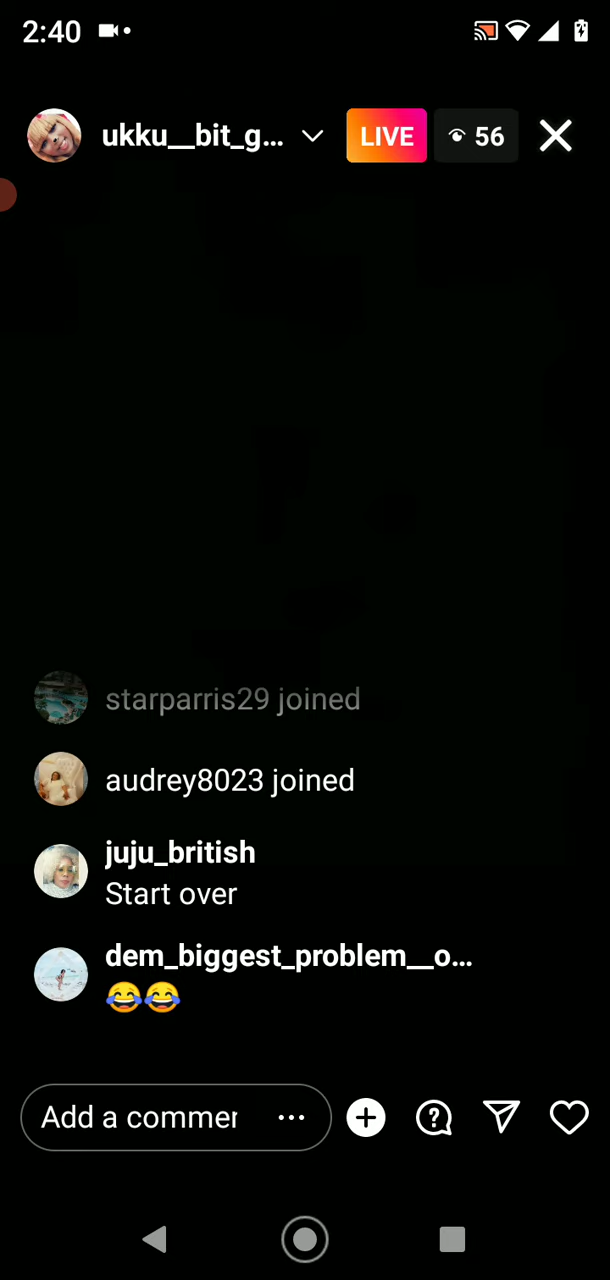 2:40
ukku__bit_g...
LIVE
56
starparris29 joined
audrey8023 joined
juju_british
Start over
dem_biggest_problem__o...
😂😂
Add a commer